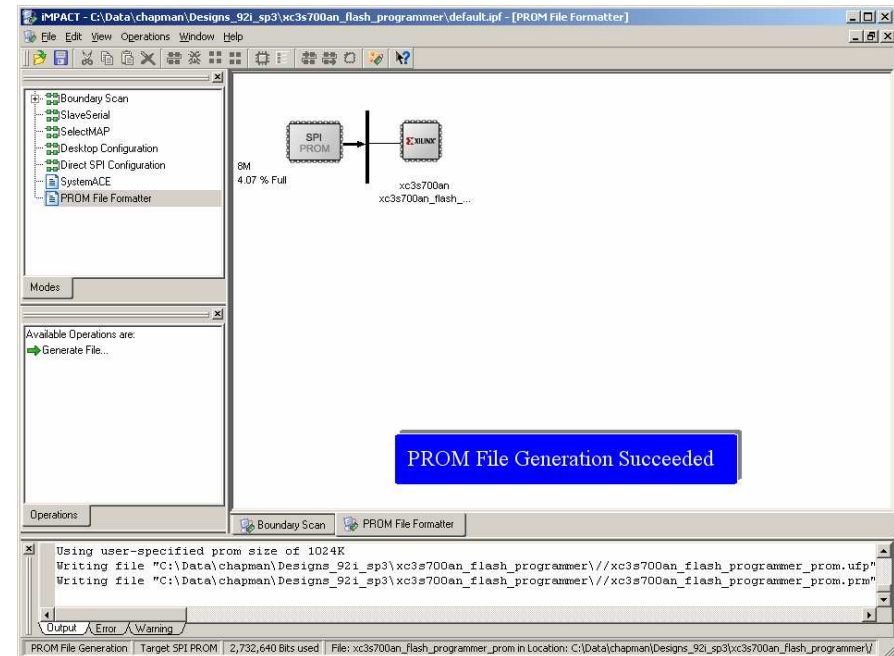 iMPACT - C:\Data\chapman\Designs_92i_sp3\xc3s700an_flash_programmer\default.ipf - [PROM File Formatter]
File Edit View Operations Window Help
Boundary Scan
SlaveSerial
SelectMAP
Desktop Configuration
Direct SPI Configuration
SystemACE
PROM File Formatter
Modes
SPI
PROM
XILINX
8M
4.07 % Full
xc3s700an
xc3s700an_flash_...
Available Operations are:
Generate File...
Operations
PROM File Generation Succeeded
Boundary Scan
PROM File Formatter
Using user-specified prom size of 1024K
Writing file "C:\Data\chapman\Designs_92i_sp3\xc3s700an_flash_programmer\//xc3s700an_flash_programmer_prom.ufp"
Writing file "C:\Data\chapman\Designs_92i_sp3\xc3s700an_flash_programmer\//xc3s700an_flash_programmer_prom.prm"
Output Error Warning
PROM File Generation Target SPI PROM 2,732,640 Bits used File: xc3s700an_flash_programmer_prom in Location: C:\Data\chapman\Designs_92i_sp3\xc3s700an_flash_programmer\/